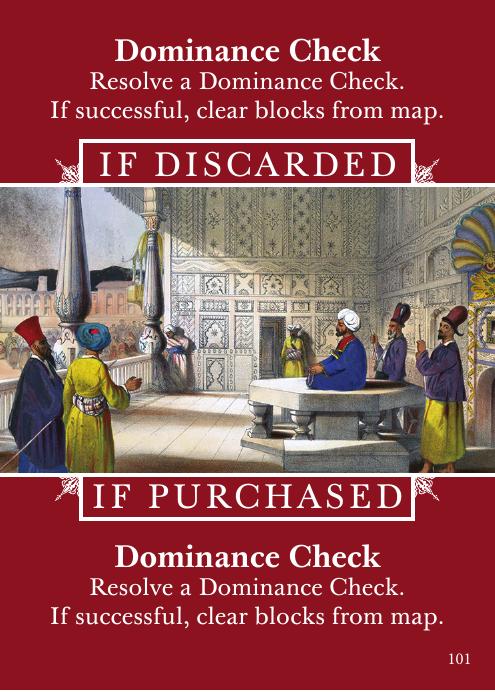 Dominance Check
Resolve a Dominance Check.
If successful, clear blocks from map.
IF DISCARDED
IF PURCHASED
Dominance Check
Resolve a Dominance Check.
If successful, clear blocks from map.
101